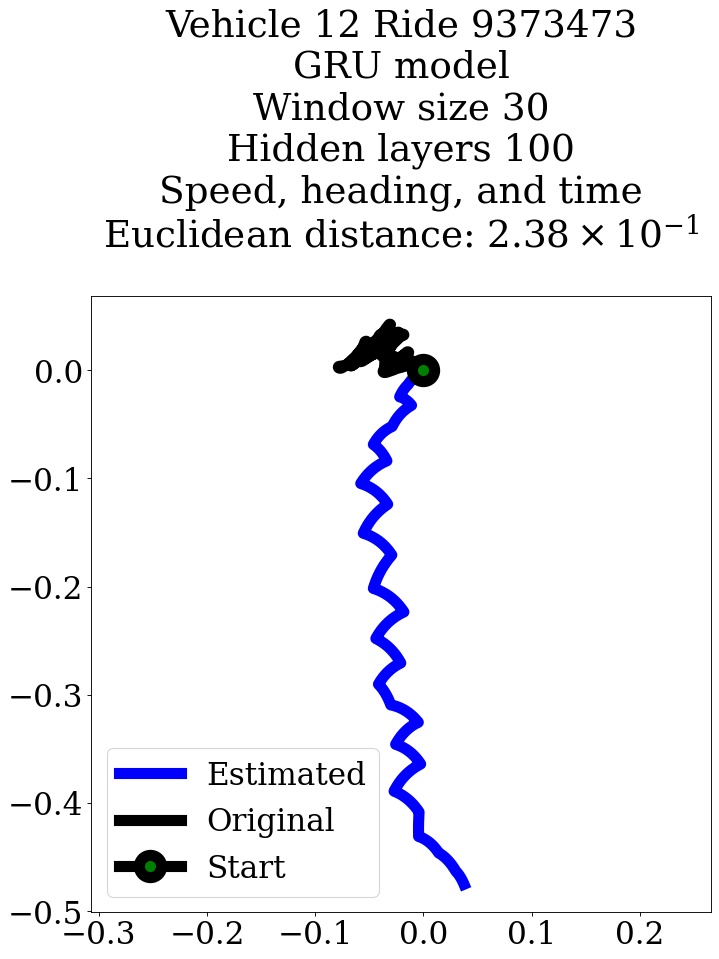 Vehicle 12 Ride 9373473
GRU model
Window size 30
Hidden layers 100
Speed, heading, and time
Euclidean distance: 2.38 × 10⁻¹
0.0
−0.1
−0.2
−0.3
−0.4
−0.5
Estimated
Original
Start
−0.3
−0.2
−0.1
0.0
0.1
0.2